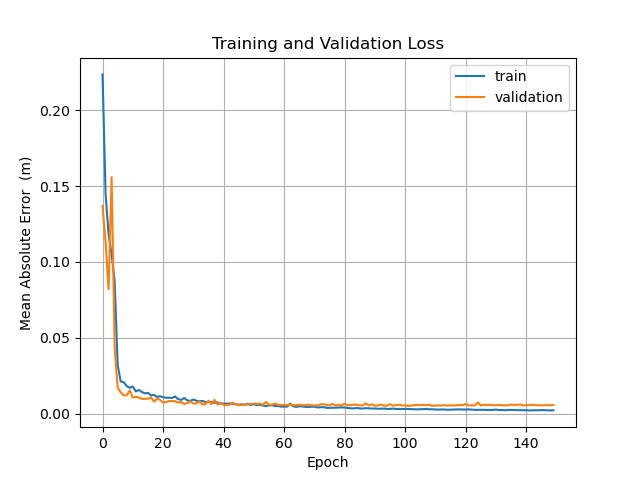 Training and Validation Loss
train
validation
Mean Absolute Error  (m)
0.20
0.15
0.10
0.05
0.00
0 20 40 60 80 100 120 140
Epoch